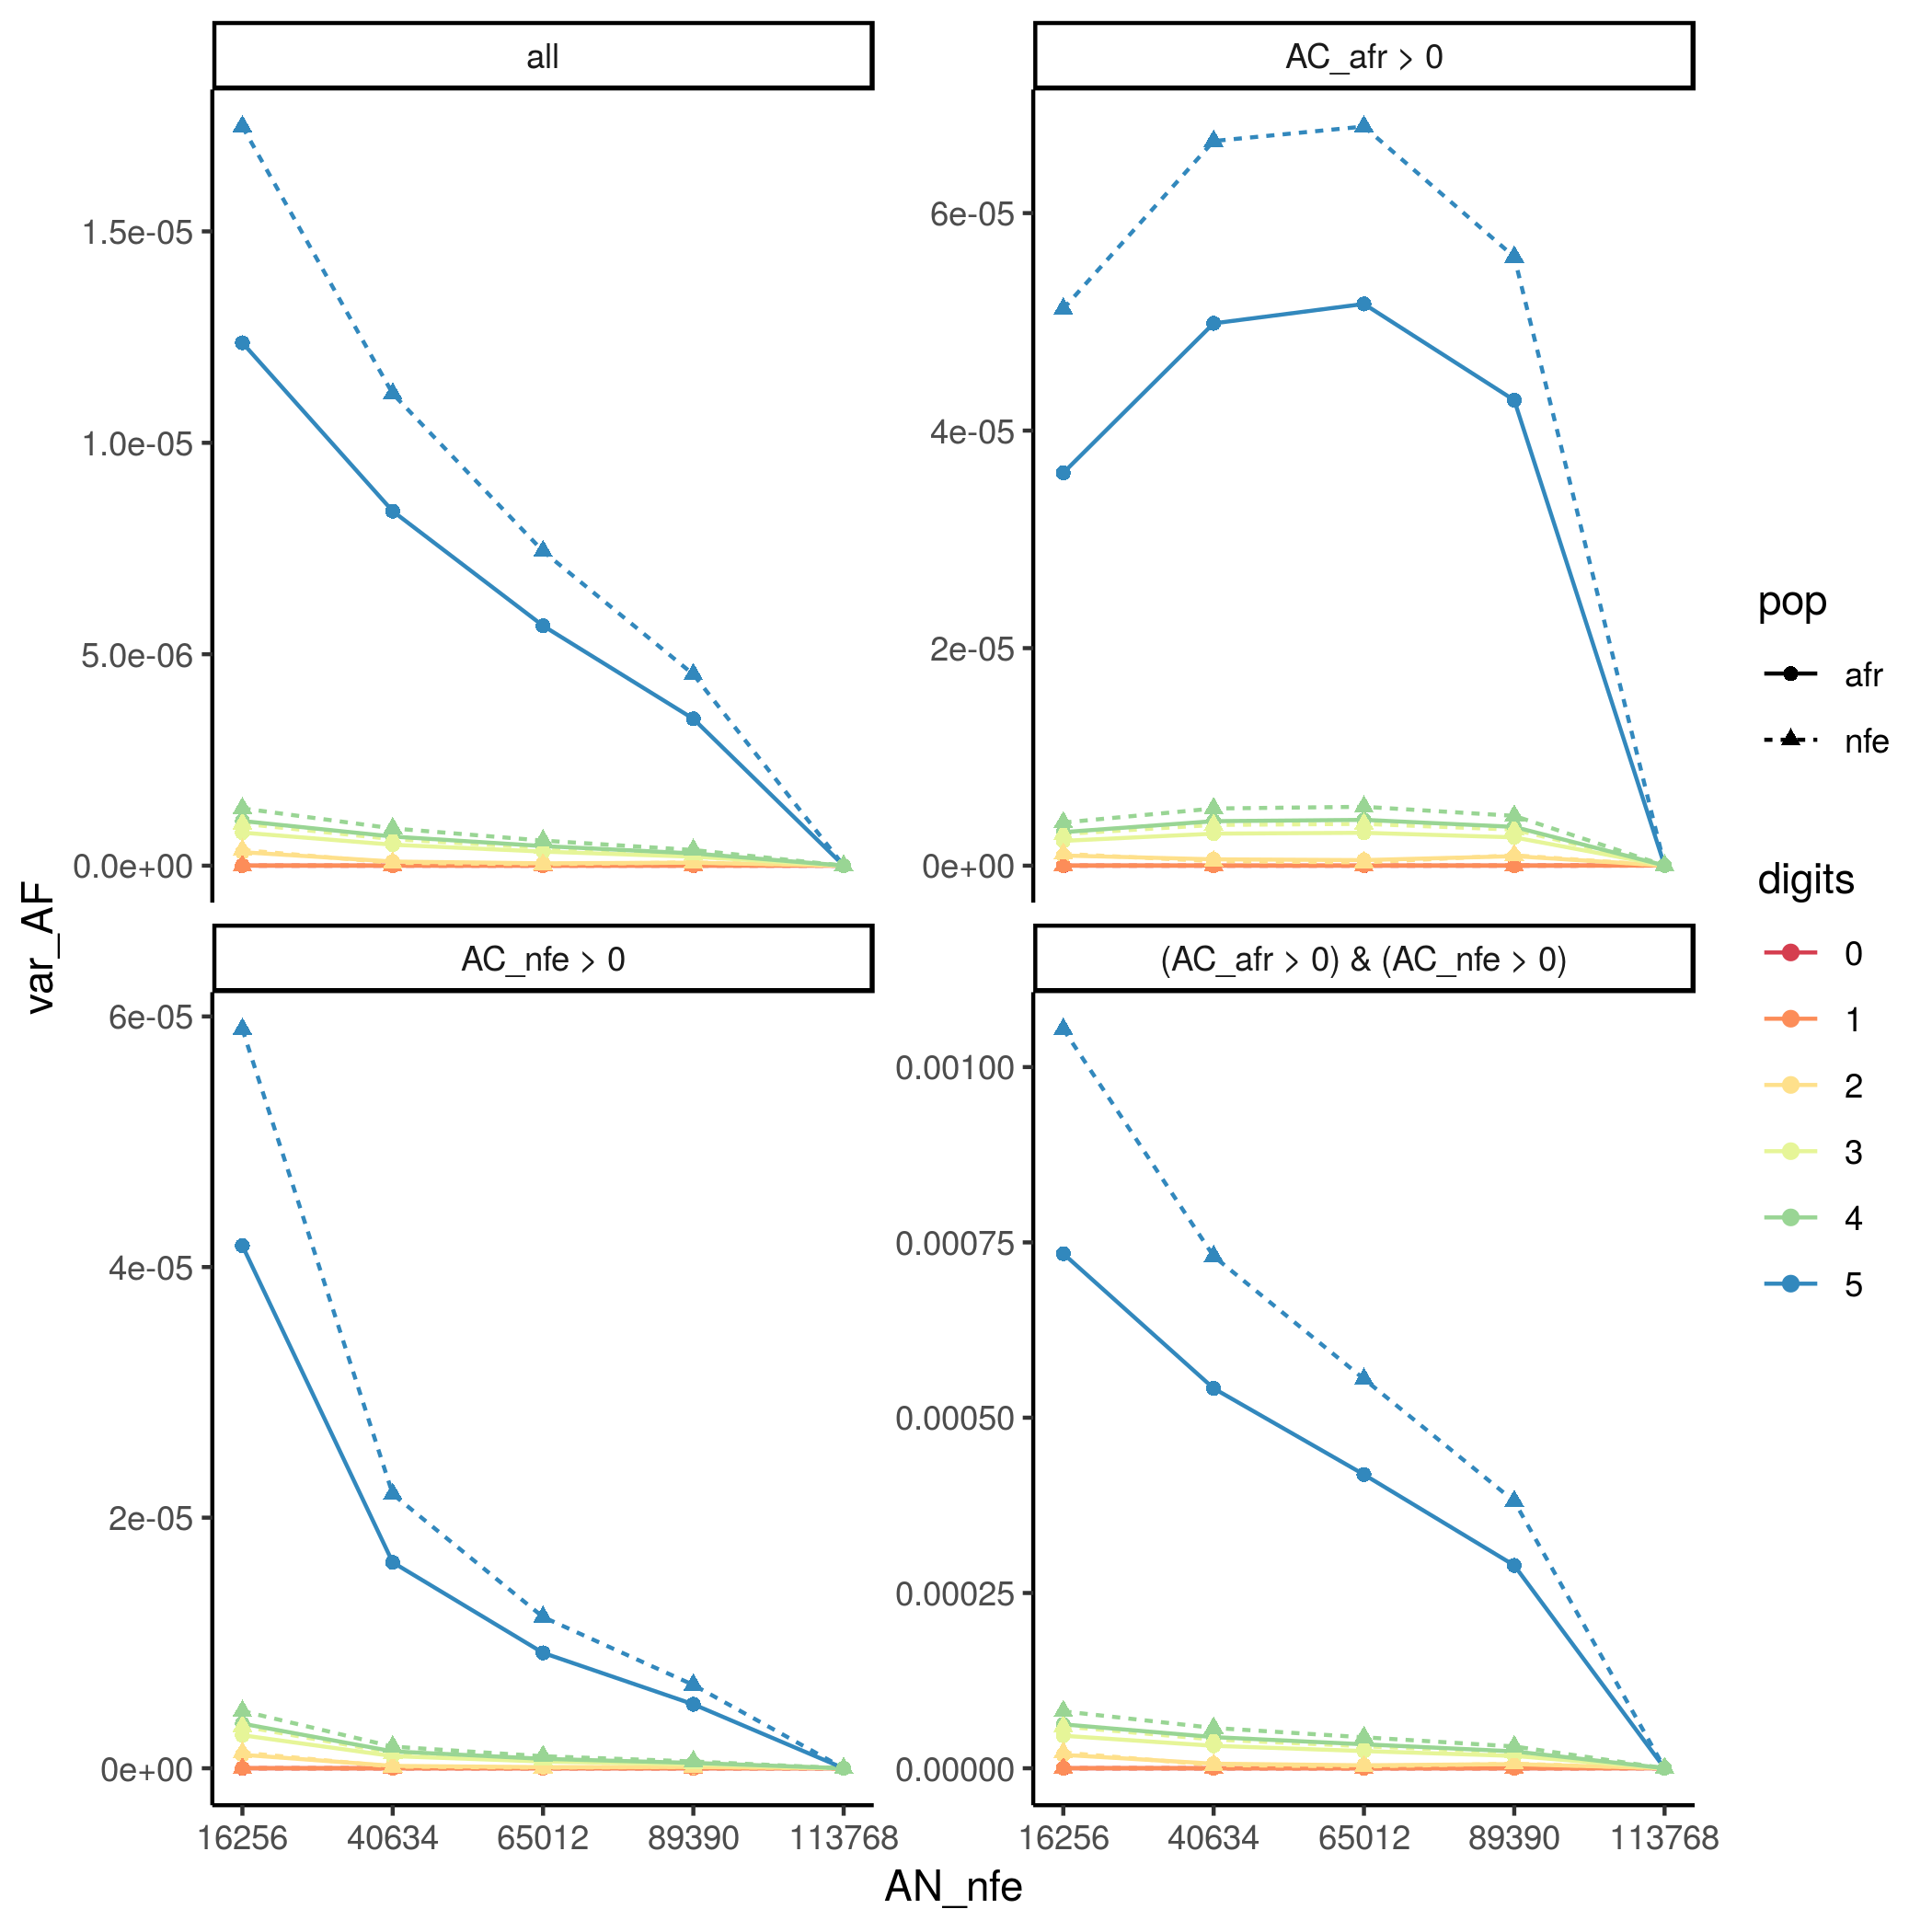 all
AC_afr > 0
1.5e-05
1.0e-05
5.0e-06
0.0e+00
6e-05
4e-05
2e-05
0e+00
AC_nfe > 0
(AC_afr > 0) & (AC_nfe > 0)
6e-05
4e-05
2e-05
0e+00
0.00100
0.00075
0.00050
0.00025
0.00000
16256 40634 65012 89390 113768
16256 40634 65012 89390 113768
AN_nfe
var_AF
pop
afr
nfe
digits
0
1
2
3
4
5